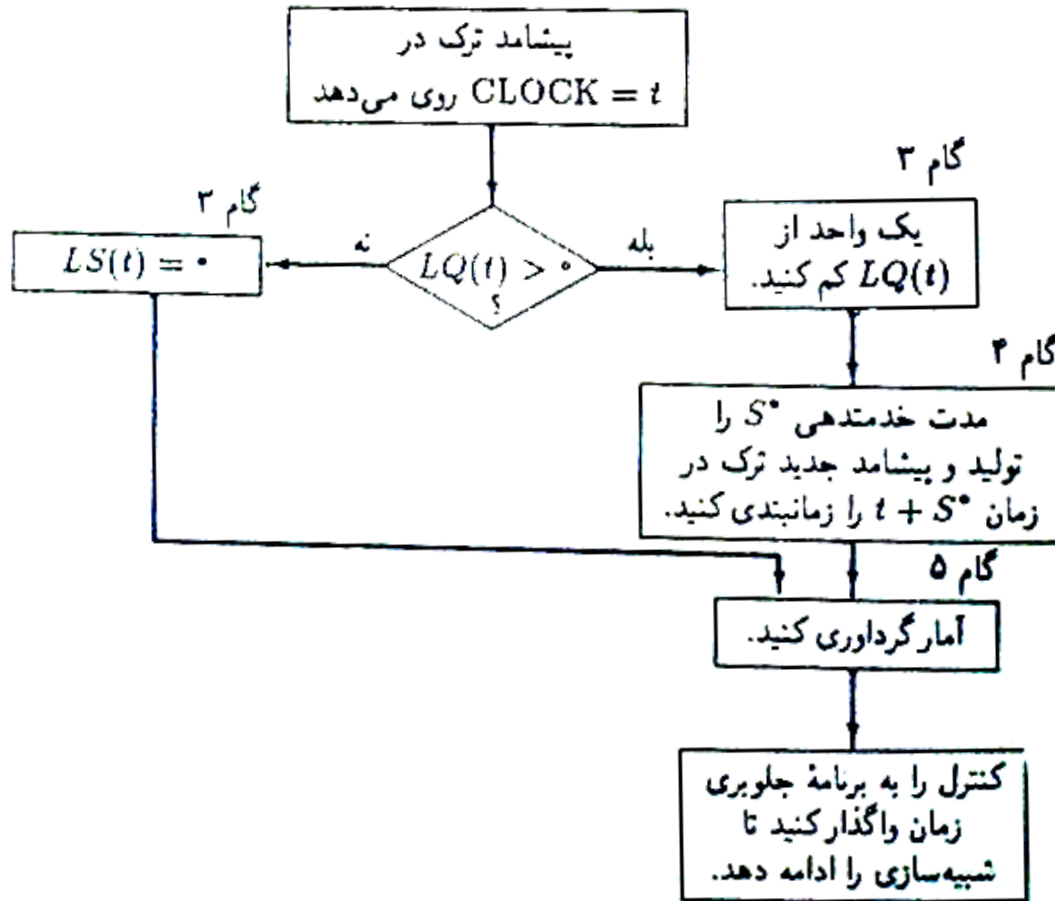 پیشامد ترک در
CLOCK = t روی می‌دهد
گام ۳
نه
LQ(t) > ۰
؟
بله
گام ۳
LS(t) = ۰
یک واحد از
LQ(t) کم کنید.
گام ۴
مدت خدمتدهی S* را
تولید و پیشامد جدید ترک در
زمان t + S* را زمانبندی کنید.
گام ۵
آمار گرداوری کنید.
کنترل را به برنامهٔ جلوبری
زمان واگذار کنید تا
شبیه‌سازی را ادامه دهد.